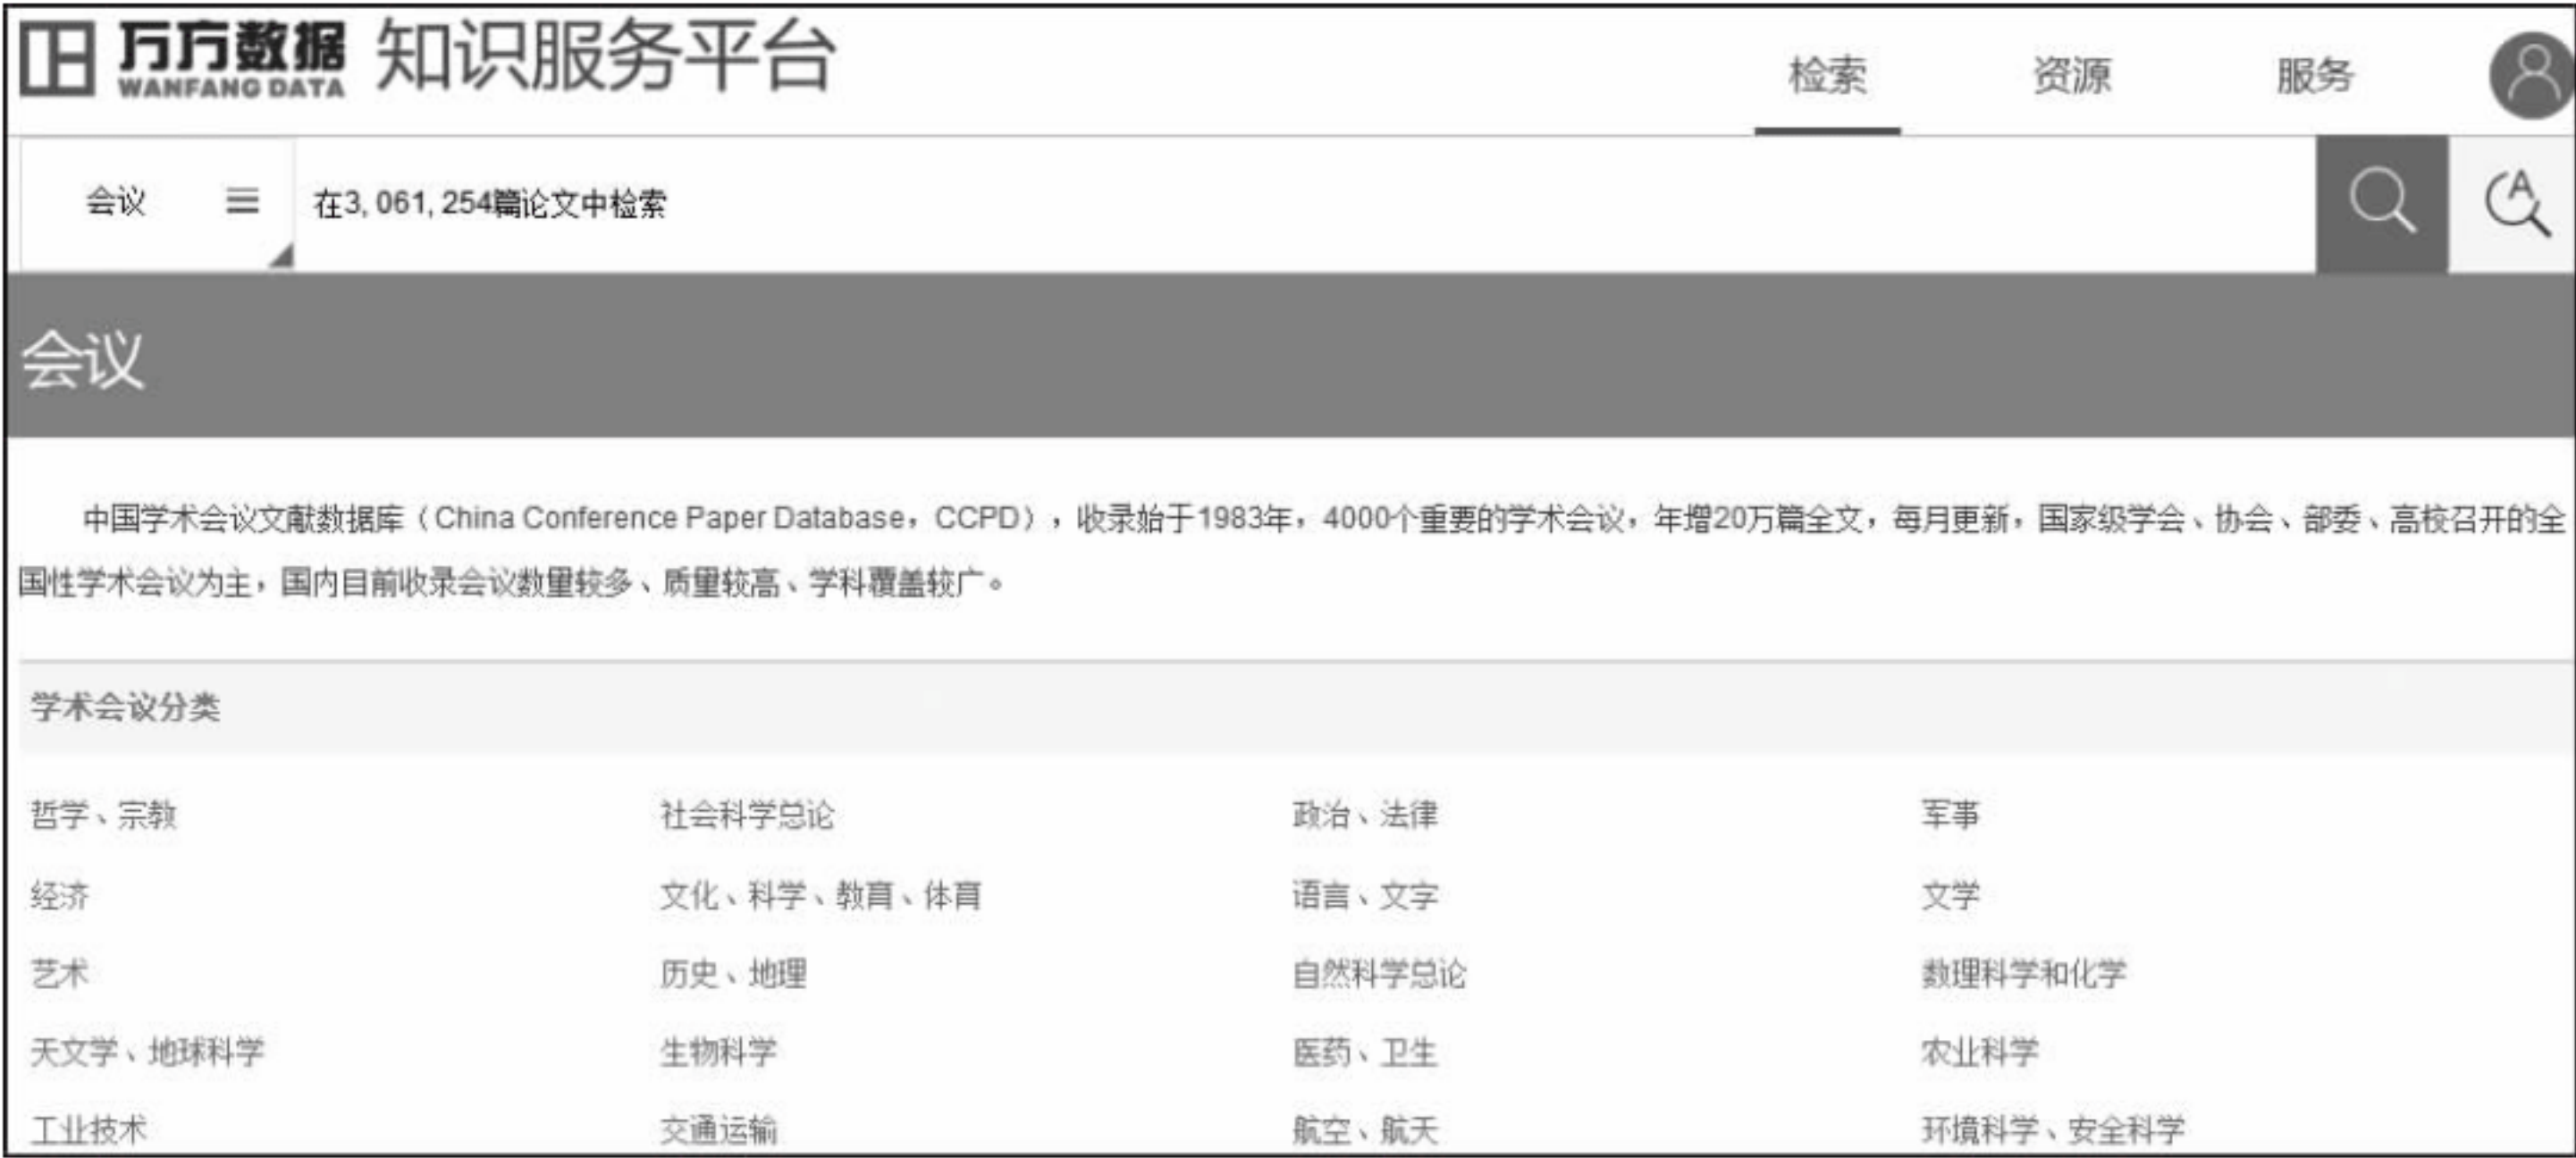 万方数据 知识服务平台
WANFANG DATA
检索 资源 服务
会议 在3,061,254篇论文中检索
会议
中国学术会议文献数据库（China Conference Paper Database，CCPD），收录始于1983年，4000个重要的学术会议，年增20万篇全文，每月更新，国家级学会、协会、部委、高校召开的全
国性学术会议为主，国内目前收录会议数量较多、质量较高、学科覆盖较广。
学术会议分类
哲学、宗教 社会科学总论 政治、法律 军事
经济 文化、科学、教育、体育 语言、文字 文学
艺术 历史、地理 自然科学总论 数理科学和化学
天文学、地球科学 生物科学 医药、卫生 农业科学
工业技术 交通运输 航空、航天 环境科学、安全科学